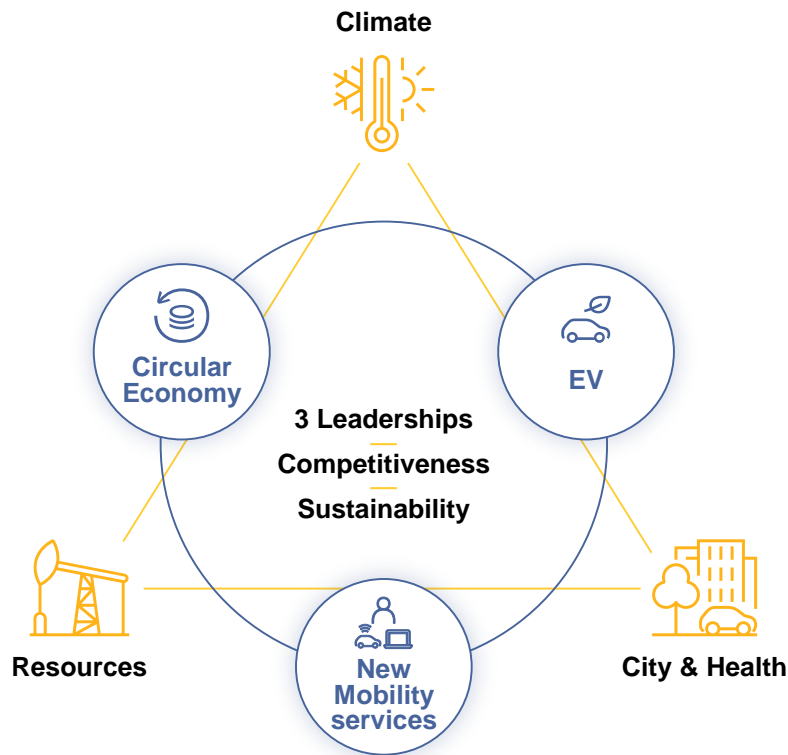 Climate
Circular
Economy
EV
3 Leaderships
Competitiveness
Sustainability
Resources
New
Mobility
services
City & Health